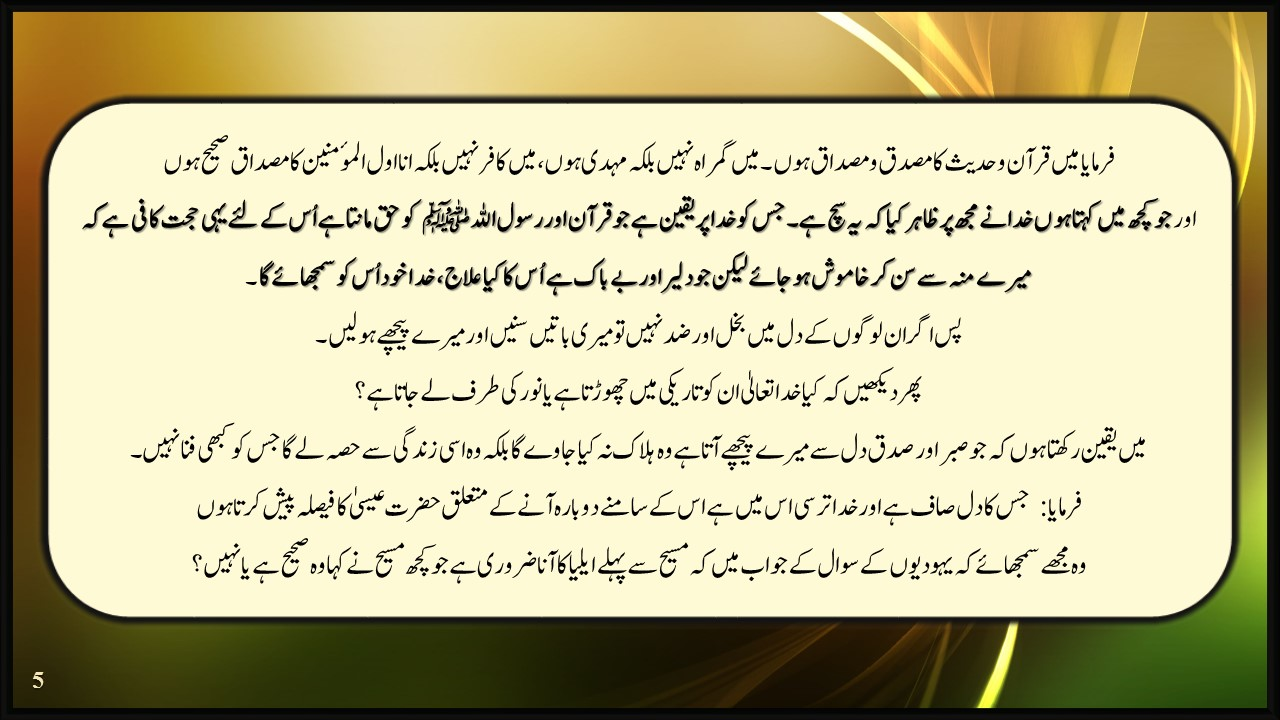 فرمایا میں قرآن و حدیث کا مصدق و مصداق ہوں۔ میں گمراہ نہیں بلکہ مہدی ہوں، میں کافر نہیں بلکہ انا اول الموٴمنین کا مصداق صحیح ہوں
اور جو کچھ میں کہتا ہوں خدا نے مجھ پر ظاہر کیا کہ یہ سچ ہے۔ جس کو خدا پر یقین ہے جو قرآن اور رسول اللہ ﷺ کو حق مانتا ہے اُس کے لئے یہی حجت کافی ہے کہ
میرے منہ سے سن کر خاموش ہو جائے لیکن جو دلیر اور بے باک ہے اُس کا کیا علاج، خدا خود اُس کو سمجھائے گا۔
پس اگر ان لوگوں کے دل میں بخل اور ضد نہیں تو میری باتیں سنیں اور میرے پیچھے ہو لیں۔
پھر دیکھیں کہ کیا خدا تعالیٰ ان کو تاریکی میں چھوڑتا ہے یا نور کی طرف لے جاتا ہے؟
میں یقین رکھتا ہوں کہ جو صبر اور صدق دل سے میرے پیچھے آتا ہے وہ ہلاک نہ کیا جاوے گا بلکہ وہ اسی زندگی سے حصہ لے گا جس کو کبھی فنا نہیں۔
فرمایا: جس کا دل صاف ہے اور خدا ترسی اس میں ہے اس کے سامنے دوبارہ آنے کے متعلق حضرت عیسیٰ کا فیصلہ پیش کرتا ہوں
وہ مجھے سمجھائے کہ یہودیوں کے سوال کے جواب میں کہ مسیح سے پہلے ایلیا کا آنا ضروری ہے جو کچھ مسیح نے کہا وہ صحیح ہے یا نہیں؟
5